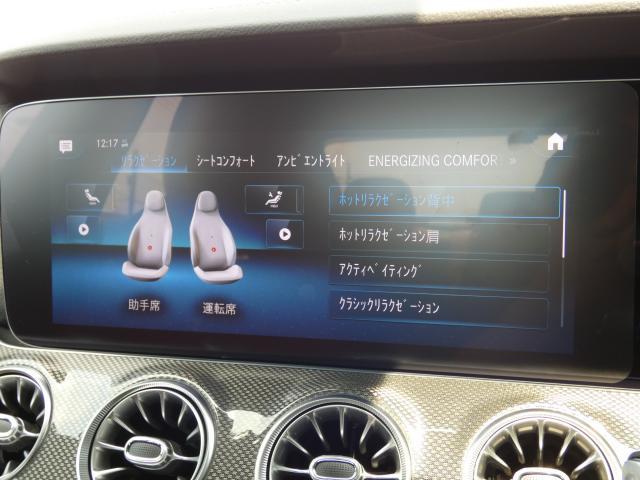 12:17
リラクゼーション シートコンフォート アンビエントライト ENERGIZING COMFOR »
ホットリラクゼーション背中
ホットリラクゼーション肩
アクティベイティング
クラシックリラクゼーション
助手席 運転席